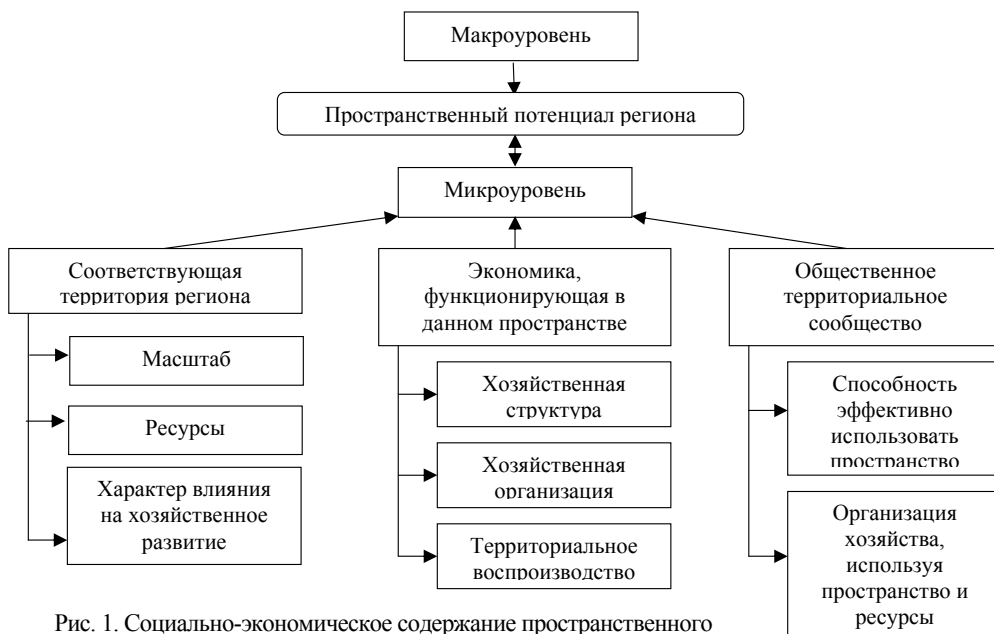 Макроуровень
Пространственный потенциал региона
Микроуровень
Соответствующая
территория региона
Масштаб
Ресурсы
Характер влияния
на хозяйственное
развитие
Экономика,
функционирующая в
данном пространстве
Хозяйственная
структура
Хозяйственная
организация
Территориальное
воспроизводство
Общественное
территориальное
сообщество
Способность
эффективно
использовать
пространство
Организация
хозяйства,
используя
пространство и
ресурсы
Рис. 1. Социально-экономическое содержание пространственного